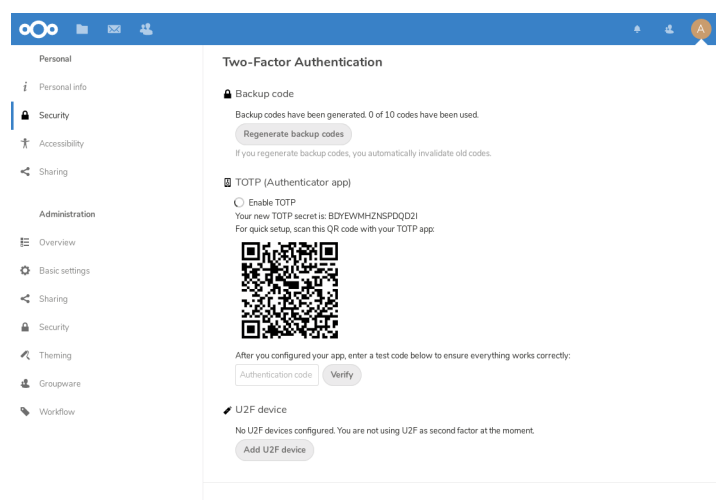 A
Personal
Personal info
Security
Accessibility
Sharing
Administration
Overview
Basic settings
Sharing
Security
Theming
Groupware
Workflow
Two-Factor Authentication
Backup code
Backup codes have been generated. 0 of 10 codes have been used.
Regenerate backup codes
If you regenerate backup codes, you automatically invalidate old codes.
TOTP (Authenticator app)
Enable TOTP
Your new TOTP secret is: BDYEWMHZNSPDQD2I
For quick setup, scan this QR code with your TOTP app:
After you configured your app, enter a test code below to ensure everything works correctly:
Authentication code Verify
U2F device
No U2F devices configured. You are not using U2F as second factor at the moment.
Add U2F device